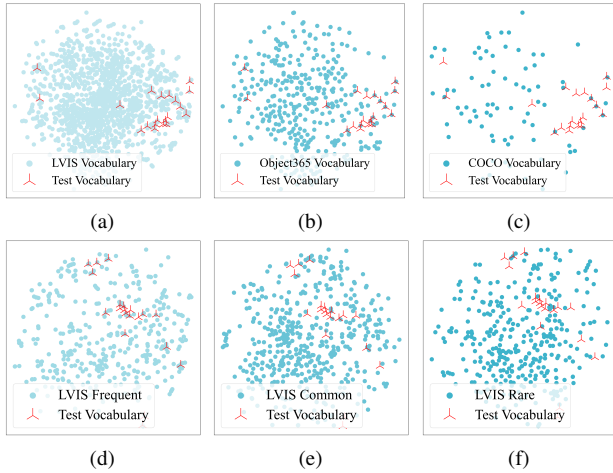 LVIS Vocabulary
Test Vocabulary
(a)
Object365 Vocabulary
Test Vocabulary
(b)
COCO Vocabulary
Test Vocabulary
(c)
LVIS Frequent
Test Vocabulary
(d)
LVIS Common
Test Vocabulary
(e)
LVIS Rare
Test Vocabulary
(f)